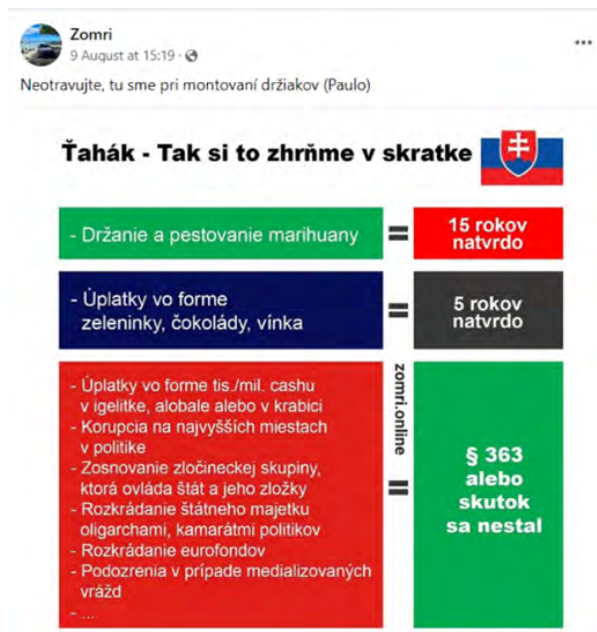 Zomri
9 August at 15:19 ·
Neotravujte, tu sme pri montovaní držiakov (Paulo)
Ťahák - Tak si to zhrňme v skratke
- Držanie a pestovanie marihuany
=
15 rokov
natvrdo
- Úplatky vo forme
zeleninky, čokolády, vínka
=
5 rokov
natvrdo
- Úplatky vo forme tis./mil. cashu
v igelitke, alobale alebo v krabici
- Korupcia na najvyšších miestach
v politike
- Zosnovanie zločineckej skupiny,
ktorá ovláda štát a jeho zložky
- Rozkrádanie štátneho majetku
oligarchami, kamarátmi politikov
- Rozkrádanie eurofondov
- Podozrenia v prípade medializovaných
vrážd
- ...
zomri.online
=
§ 363
alebo
skutok
sa nestal